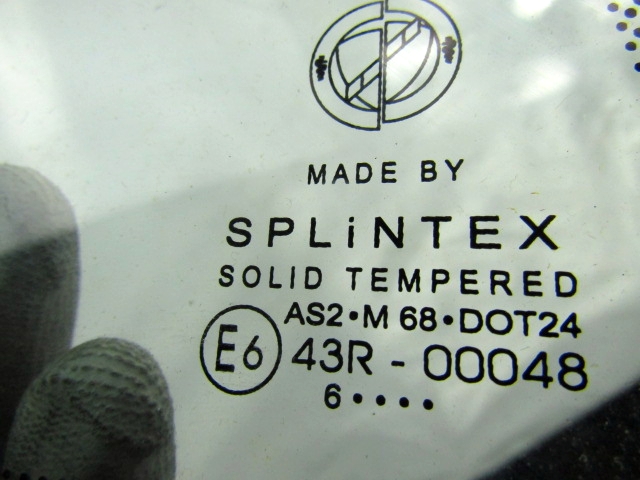 MADE BY
SPLiNTEX
SOLID TEMPERED
AS2•M 68•DOT24
E6 43R - 00048
6••••